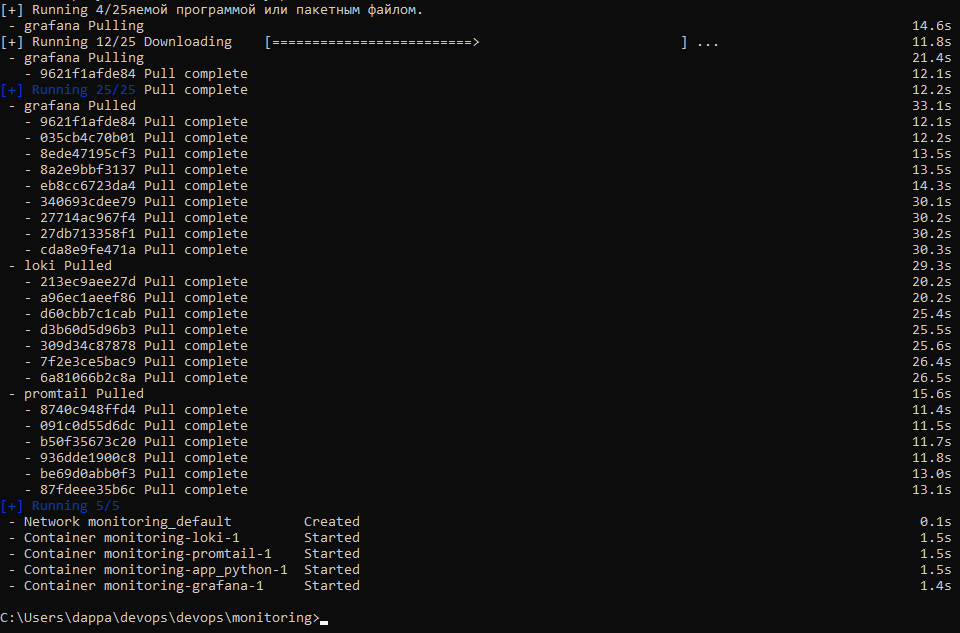 [+] Running 4/25яемой программой или пакетным файлом.
- grafana Pulling 14.6s
[+] Running 12/25 Downloading [=========================> ] ... 11.8s
- grafana Pulling 21.4s
- 9621f1afde84 Pull complete 12.1s
[+] Running 25/25 Pull complete 12.2s
- grafana Pulled 33.1s
- 9621f1afde84 Pull complete 12.1s
- 035cb4c70b01 Pull complete 12.2s
- 8ede47195cf3 Pull complete 13.5s
- 8a2e9bbf3137 Pull complete 13.5s
- eb8cc6723da4 Pull complete 14.3s
- 340693cdee79 Pull complete 30.1s
- 27714ac967f4 Pull complete 30.2s
- 27db713358f1 Pull complete 30.2s
- cda8e9fe471a Pull complete 30.3s
- loki Pulled 29.3s
- 213ec9aee27d Pull complete 20.2s
- a96ec1aeef86 Pull complete 20.2s
- d60cbb7c1cab Pull complete 25.4s
- d3b60d5d96b3 Pull complete 25.5s
- 309d34c87878 Pull complete 25.6s
- 7f2e3ce5bac9 Pull complete 26.4s
- 6a81066b2c8a Pull complete 26.5s
- promtail Pulled 15.6s
- 8740c948ffd4 Pull complete 11.4s
- 091c0d55d6dc Pull complete 11.5s
- b50f35673c20 Pull complete 11.7s
- 936dde1900c8 Pull complete 11.8s
- be69d0abb0f3 Pull complete 13.0s
- 87fdeee35b6c Pull complete 13.1s
[+] Running 5/5
- Network monitoring_default Created 0.1s
- Container monitoring-loki-1 Started 1.5s
- Container monitoring-promtail-1 Started 1.5s
- Container monitoring-app_python-1 Started 1.5s
- Container monitoring-grafana-1 Started 1.4s
C:\Users\dappa\devops\devops\monitoring>